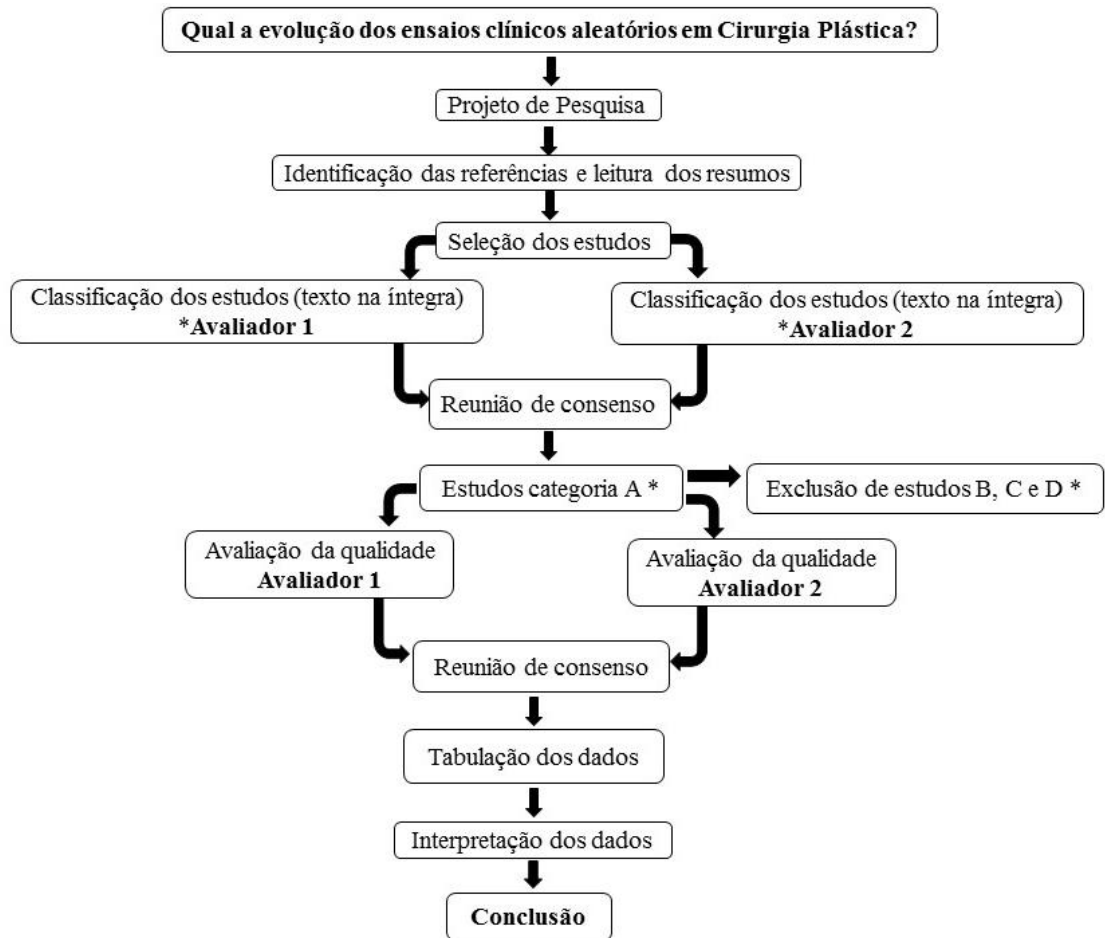 Qual a evolução dos ensaios clínicos aleatórios em Cirurgia Plástica?
Projeto de Pesquisa
Identificação das referências e leitura dos resumos
Seleção dos estudos
Classificação dos estudos (texto na íntegra)
*Avaliador 1
Classificação dos estudos (texto na íntegra)
*Avaliador 2
Reunião de consenso
Estudos categoria A *
Exclusão de estudos B, C e D *
Avaliação da qualidade
Avaliador 1
Avaliação da qualidade
Avaliador 2
Reunião de consenso
Tabulação dos dados
Interpretação dos dados
Conclusão